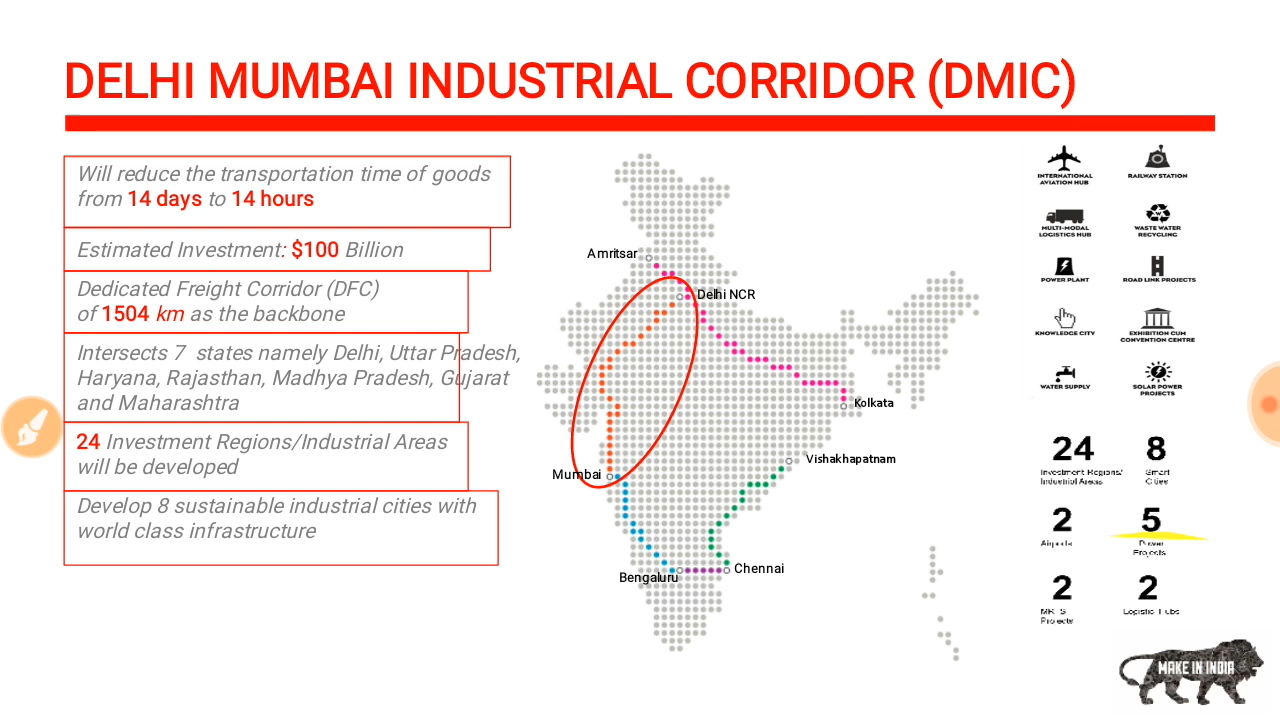 DELHI MUMBAI INDUSTRIAL CORRIDOR (DMIC)
Will reduce the transportation time of goods
from 14 days to 14 hours
Estimated Investment: $100 Billion
Dedicated Freight Corridor (DFC)
of 1504 km as the backbone
Intersects 7 states namely Delhi, Uttar Pradesh,
Haryana, Rajasthan, Madhya Pradesh, Gujarat
and Maharashtra
24 Investment Regions/Industrial Areas
will be developed
Develop 8 sustainable industrial cities with
world class infrastructure
Amritsar
Delhi NCR
Kolkata
Vishakhapatnam
Mumbai
Bengaluru
Chennai
INTERNATIONAL
AVIATION HUB
RAILWAY STATION
MULTI-MODAL
LOGISTICS HUB
WASTE WATER
RECYCLING
POWER PLANT
ROAD LINK PROJECTS
KNOWLEDGE CITY
EXHIBITION CUM
CONVENTION CENTRE
WATER SUPPLY
SOLAR POWER
PROJECTS
24
Investment Regions/
Industrial Areas
8
Smart
Cities
2
Airports
5
Power
Projects
2
Projects
2
Logistic Hubs
MAKE IN INDIA